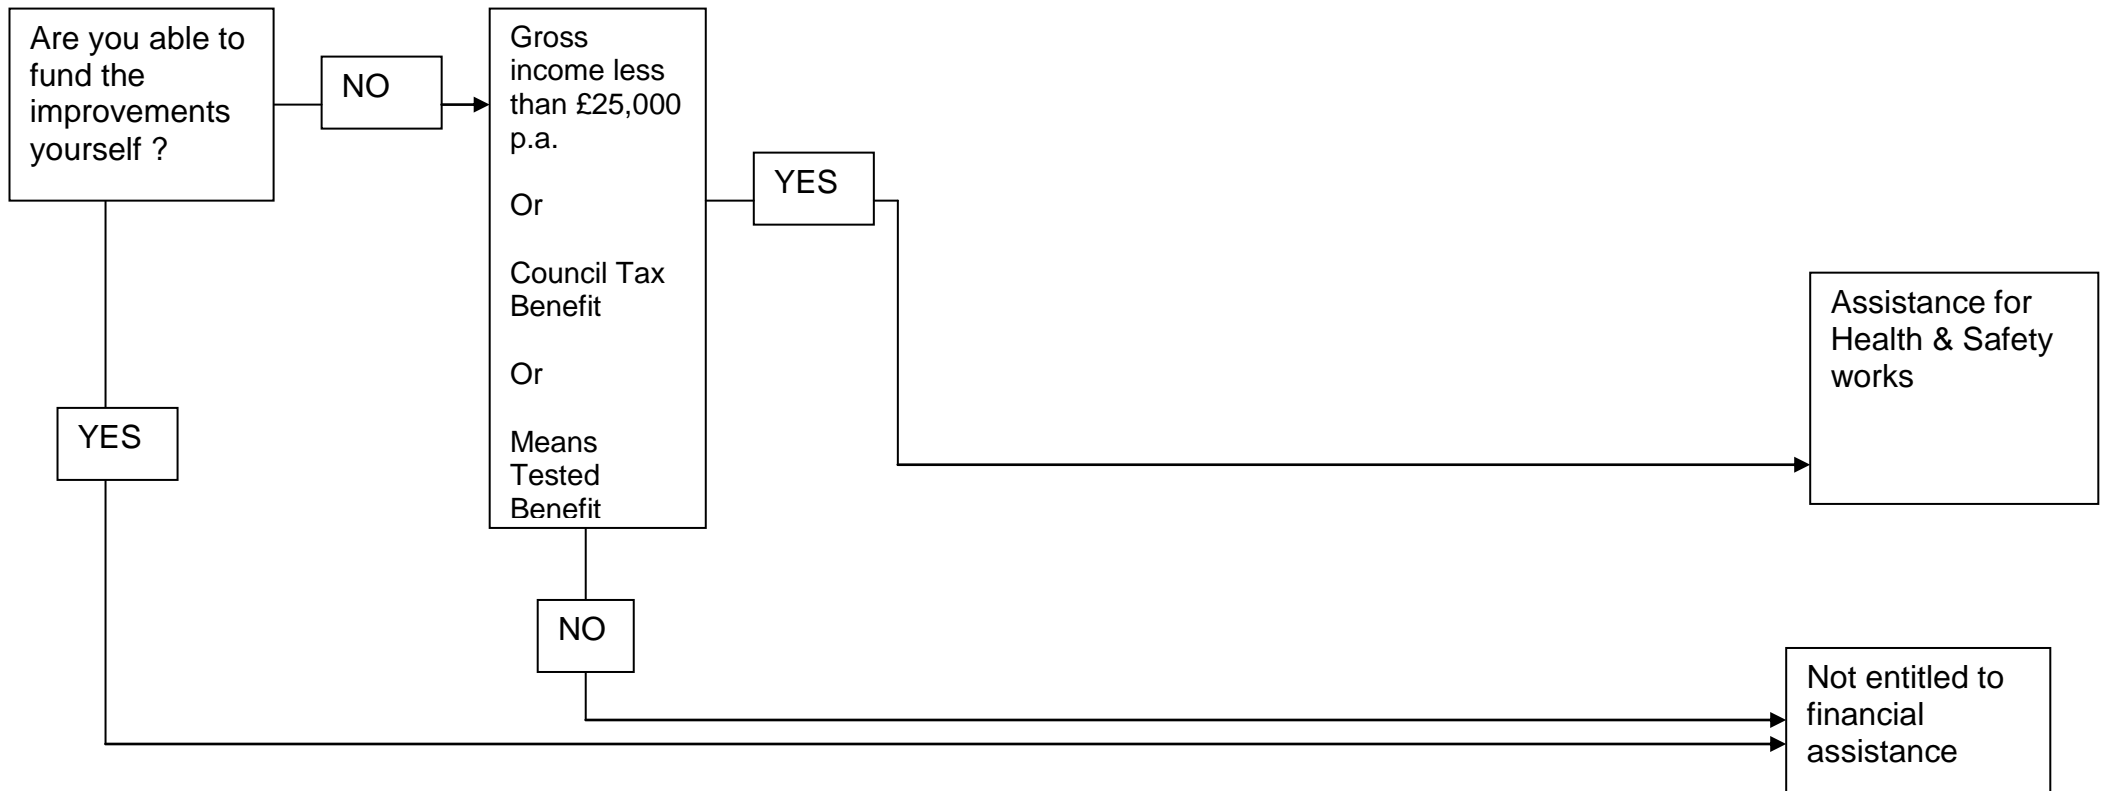 Are you able to
fund the
improvements
yourself ?
NO
Gross
income less
than £25,000
p.a.
Or
Council Tax
Benefit
Or
Means
Tested
Benefit
YES
Assistance for
Health & Safety
works
YES
NO
Not entitled to
financial
assistance